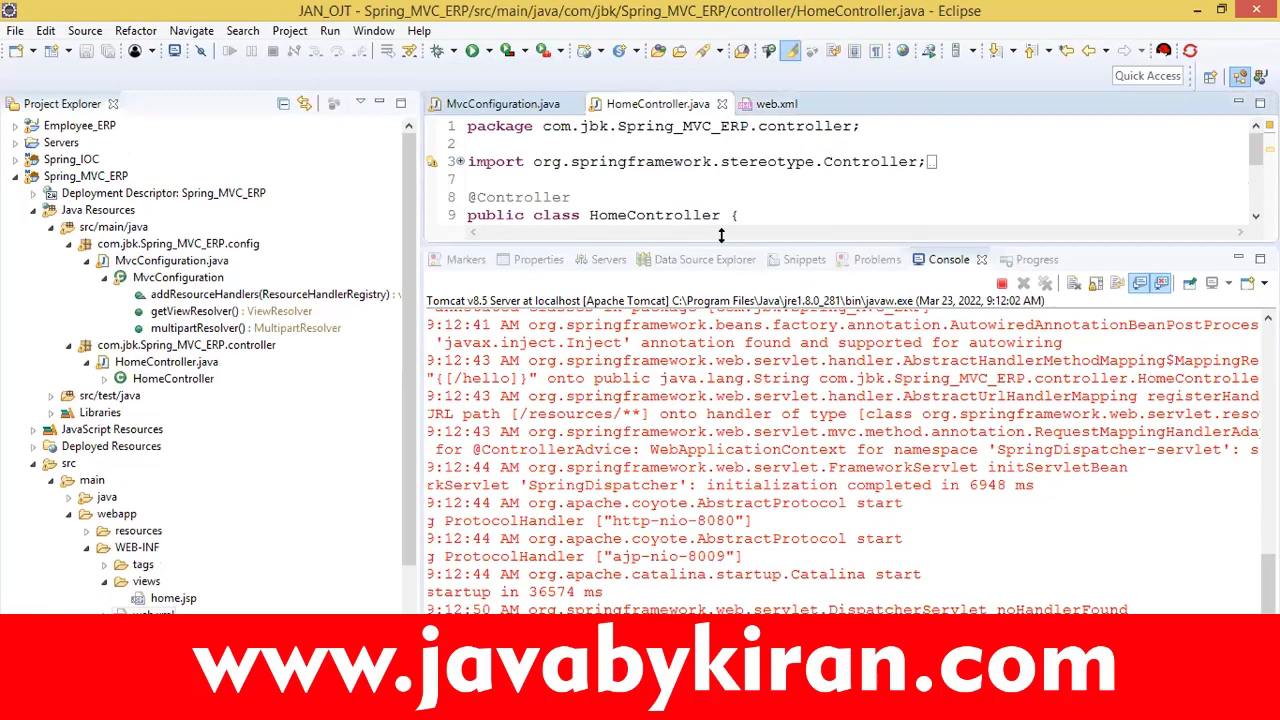 JAN_OJT - Spring_MVC_ERP/src/main/java/com/jbk/Spring_MVC_ERP/controller/HomeController.java - Eclipse
File Edit Source Refactor Navigate Search Project Run Window Help
Quick Access
Project Explorer
Employee_ERP
Servers
Spring_IOC
Spring_MVC_ERP
Deployment Descriptor: Spring_MVC_ERP
Java Resources
src/main/java
com.jbk.Spring_MVC_ERP.config
MvcConfiguration.java
MvcConfiguration
addResourceHandlers(ResourceHandlerRegistry) :
getViewResolver() : ViewResolver
multipartResolver() : MultipartResolver
com.jbk.Spring_MVC_ERP.controller
HomeController.java
HomeController
src/test/java
Libraries
JavaScript Resources
Deployed Resources
src
main
java
webapp
resources
WEB-INF
tags
views
home.jsp
web.xml
MvcConfiguration.java HomeController.java web.xml
1 package com.jbk.Spring_MVC_ERP.controller;
2
3 import org.springframework.stereotype.Controller;
7
8 @Controller
9 public class HomeController {
Markers Properties Servers Data Source Explorer Snippets Problems Console Progress
Tomcat v8.5 Server at localhost [Apache Tomcat] C:\Program Files\Java\jre1.8.0_281\bin\javaw.exe (Mar 23, 2022, 9:12:02 AM)
annotated classes in package [com.jbk.Spring_MVC_ERP]
9:12:41 AM org.springframework.beans.factory.annotation.AutowiredAnnotationBeanPostProces
'javax.inject.Inject' annotation found and supported for autowiring
9:12:43 AM org.springframework.web.servlet.handler.AbstractHandlerMethodMapping$MappingRe
"{[/hello]}" onto public java.lang.String com.jbk.Spring_MVC_ERP.controller.HomeControlle
9:12:43 AM org.springframework.web.servlet.handler.AbstractUrlHandlerMapping registerHand
URL path [/resources/**] onto handler of type [class org.springframework.web.servlet.reso
9:12:43 AM org.springframework.web.servlet.mvc.method.annotation.RequestMappingHandlerAda
for @ControllerAdvice: WebApplicationContext for namespace 'SpringDispatcher-servlet': s
9:12:44 AM org.springframework.web.servlet.FrameworkServlet initServletBean
rkServlet 'SpringDispatcher': initialization completed in 6948 ms
9:12:44 AM org.apache.coyote.AbstractProtocol start
g ProtocolHandler ["http-nio-8080"]
9:12:44 AM org.apache.coyote.AbstractProtocol start
g ProtocolHandler ["ajp-nio-8009"]
9:12:44 AM org.apache.catalina.startup.Catalina start
startup in 36574 ms
9:12:50 AM org.springframework.web.servlet.DispatcherServlet noHandlerFound
www.javabykiran.com